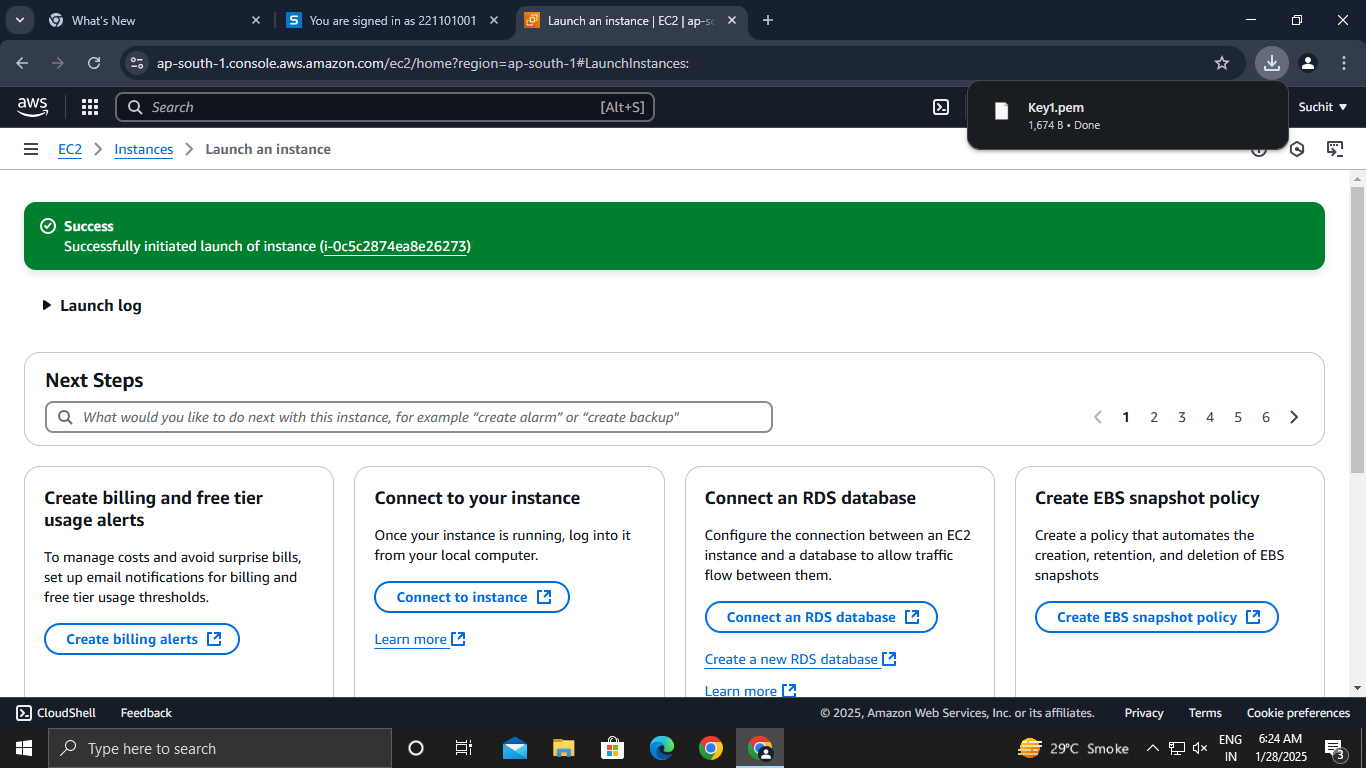 What's New
You are signed in as 221101001
Launch an instance | EC2 | ap-so
ap-south-1.console.aws.amazon.com/ec2/home?region=ap-south-1#LaunchInstances:
aws
Search
[Alt+S]
Key1.pem
1,674 B • Done
Suchit
EC2
Instances
Launch an instance
Success
Successfully initiated launch of instance (i-0c5c2874ea8e26273)
Launch log
Next Steps
What would you like to do next with this instance, for example “create alarm” or “create backup"
1 2 3 4 5 6
Create billing and free tier
usage alerts
To manage costs and avoid surprise bills,
set up email notifications for billing and
free tier usage thresholds.
Create billing alerts
Connect to your instance
Once your instance is running, log into it
from your local computer.
Connect to instance
Learn more
Connect an RDS database
Configure the connection between an EC2
instance and a database to allow traffic
flow between them.
Connect an RDS database
Create a new RDS database
Learn more
Create EBS snapshot policy
Create a policy that automates the
creation, retention, and deletion of EBS
snapshots
Create EBS snapshot policy
CloudShell
Feedback
© 2025, Amazon Web Services, Inc. or its affiliates.
Privacy
Terms
Cookie preferences
Type here to search
29°C Smoke
ENG
IN
6:24 AM
1/28/2025
3